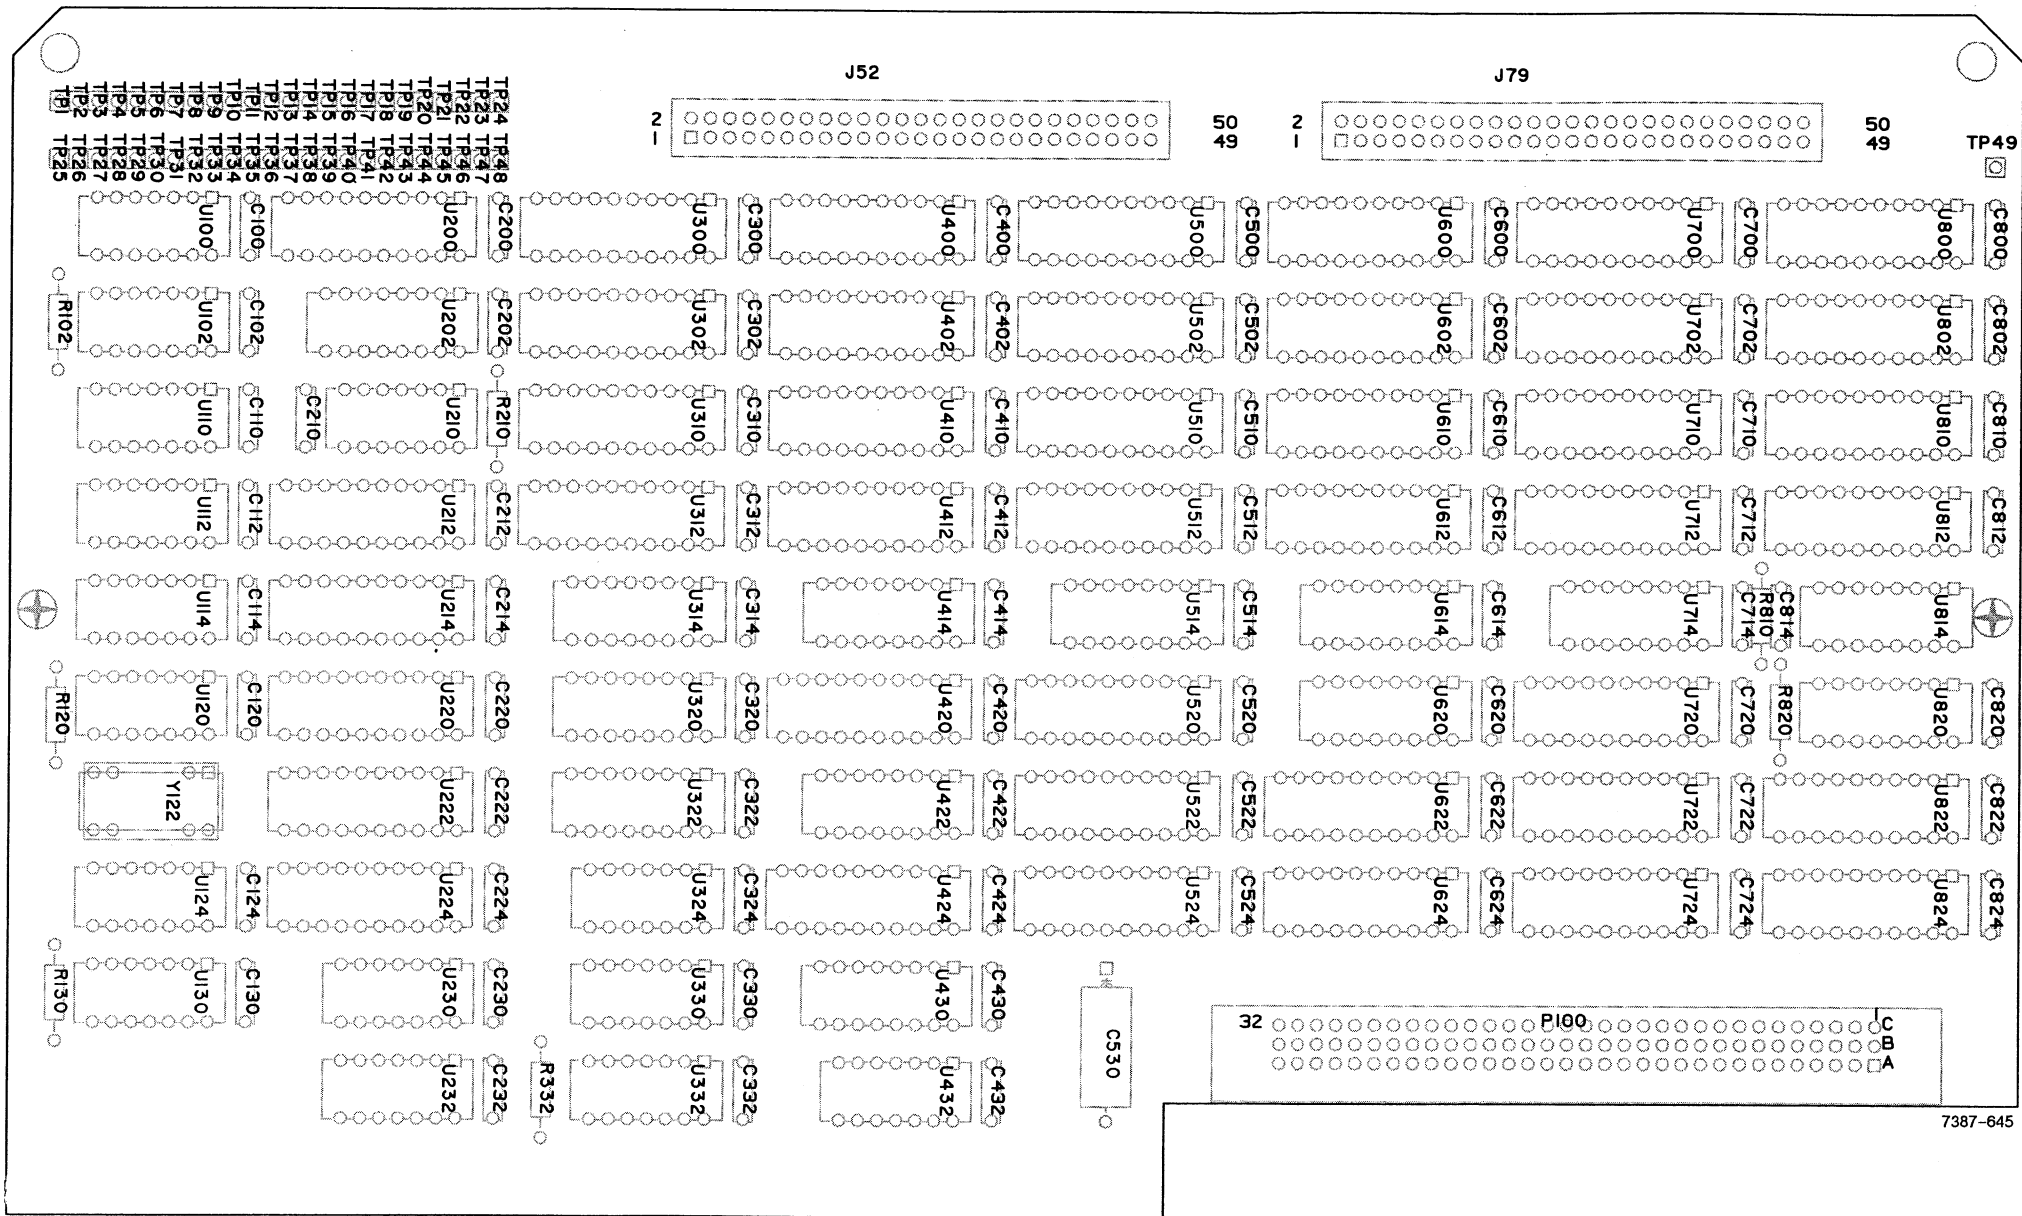 J52
J79
TP1 TP2 TP3 TP4 TP5 TP6 TP7 TP8 TP9 TP10 TP11 TP12 TP13 TP14 TP15 TP16 TP17 TP18 TP19 TP20 TP21 TP22 TP23 TP24
2 50 2 50
1 49 1 49
TP49
TP25 TP26 TP27 TP28 TP29 TP30 TP31 TP32 TP33 TP34 TP35 TP36 TP37 TP38 TP39 TP40 TP41 TP42 TP43 TP44 TP45 TP46 TP47 TP48
U100 C100 U200 C200 U300 C300 U400 C400 U500 C500 U600 C600 U700 C700 U800 C800
R102 U102 C102 U202 C202 U302 C302 U402 C402 U502 C502 U602 C602 U702 C702 U802 C802
U110 C110 C210 U210 R210 U310 C310 U410 C410 U510 C510 U610 C610 U710 C710 U810 C810
U112 C112 U212 C212 U312 C312 U412 C412 U512 C512 U612 C612 U712 C712 U812 C812
U114 C114 U214 C214 U314 C314 U414 C414 U514 C514 U614 C614 U714 C714 R810 C814 U814
R120 U120 C120 U220 C220 U320 C320 U420 C420 U520 C520 U620 C620 U720 C720 R820 U820 C820
Y122 U222 C222 U322 C322 U422 C422 U522 C522 U622 C622 U722 C722 U822 C822
U124 C124 U224 C224 U324 C324 U424 C424 U524 C524 U624 C624 U724 C724 U824 C824
R130 U130 C130 U230 C230 U330 C330 U430 C430
+
32 P100 1 C
B
A
U232 C232 R332 U332 C332 U432 C432 C530
7387-645